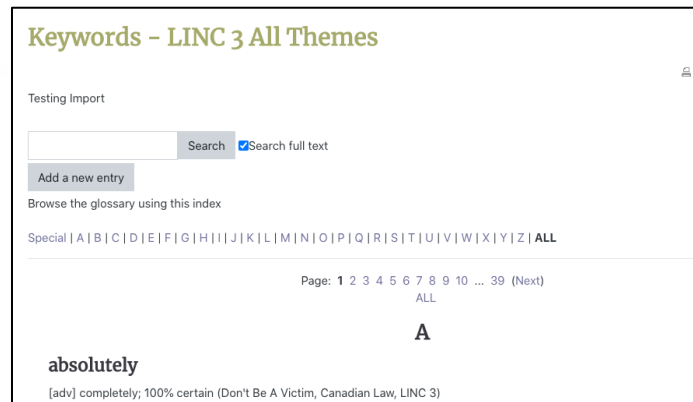 Keywords - LINC 3 All Themes
Testing Import
Search Search full text
Add a new entry
Browse the glossary using this index
Special | A | B | C | D | E | F | G | H | I | J | K | L | M | N | O | P | Q | R | S | T | U | V | W | X | Y | Z | ALL
Page: 1 2 3 4 5 6 7 8 9 10 ... 39 (Next)
ALL
A
absolutely
[adv] completely; 100% certain (Don't Be A Victim, Canadian Law, LINC 3)